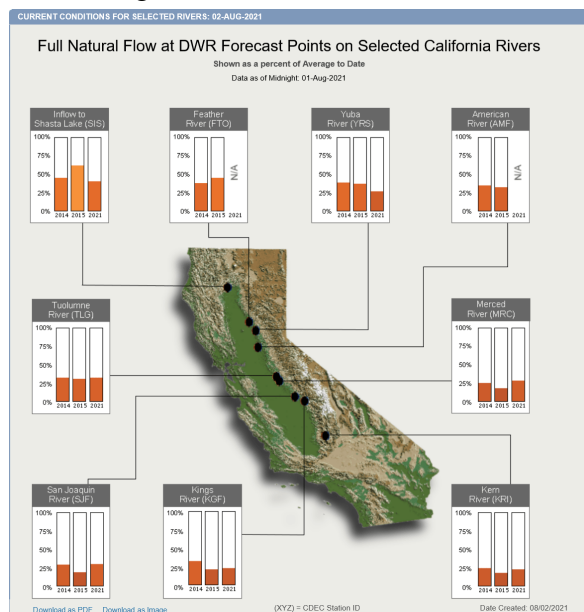 CURRENT CONDITIONS FOR SELECTED RIVERS: 02-AUG-2021
Full Natural Flow at DWR Forecast Points on Selected California Rivers
Shown as a percent of Average to Date
Data as of Midnight: 01-Aug-2021
Inflow to
Shasta Lake (SIS)
100%
75%
50%
25%
0%
2014 2015 2021
Feather
River (FTO)
100%
75%
50%
25%
0%
N/A
2014 2015 2021
Yuba
River (YRS)
100%
75%
50%
25%
0%
2014 2015 2021
American
River (AMF)
100%
75%
50%
25%
0%
N/A
2014 2015 2021
Tuolumne
River (TLG)
100%
75%
50%
25%
0%
2014 2015 2021
Merced
River (MRC)
100%
75%
50%
25%
0%
2014 2015 2021
San Joaquin
River (SJF)
100%
75%
50%
25%
0%
2014 2015 2021
Kings
River (KGF)
100%
75%
50%
25%
0%
2014 2015 2021
Kern
River (KRI)
100%
75%
50%
25%
0%
2014 2015 2021
Download as PDF Download as Image
(XYZ) = CDEC Station ID
Date Created: 08/02/2021